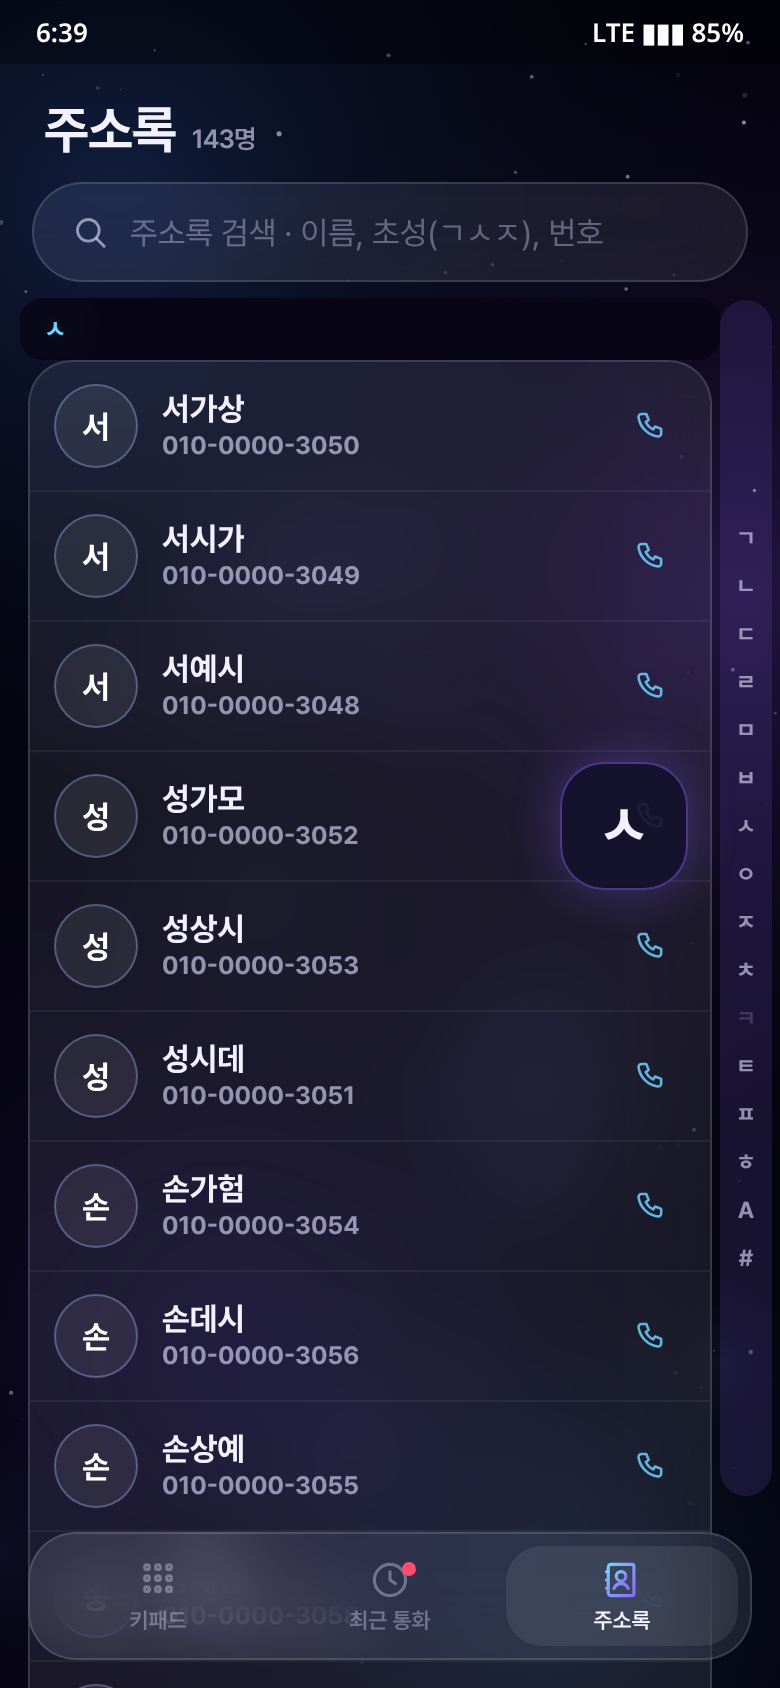 6:39
LTE 85%
주소록 143명
주소록 검색 · 이름, 초성(ㄱㅅㅈ), 번호
ㅅ
서 서가상
010-0000-3050
서 서시가
010-0000-3049
서 서예시
010-0000-3048
성 성가모
010-0000-3052
ㅅ
성 성상시
010-0000-3053
성 성시데
010-0000-3051
손 손가험
010-0000-3054
손 손데시
010-0000-3056
손 손상예
010-0000-3055
송
010-0000-3058
ㄱ
ㄴ
ㄷ
ㄹ
ㅁ
ㅂ
ㅅ
ㅇ
ㅈ
ㅊ
ㅋ
ㅌ
ㅍ
ㅎ
A
#
키패드
최근 통화
주소록